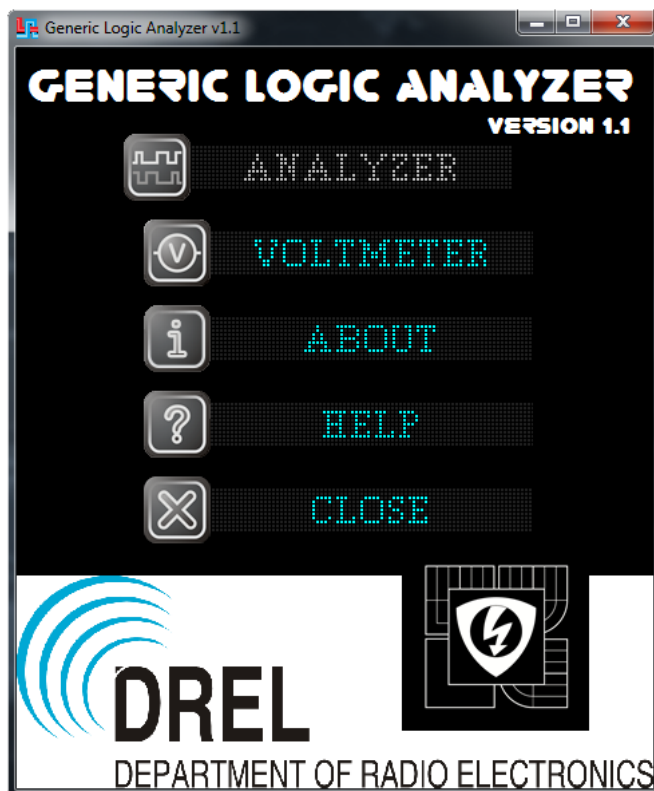 Generic Logic Analyzer v1.1
GENERIC LOGIC ANALYZER
VERSION 1.1
ANALYZER
VOLTMETER
ABOUT
HELP
CLOSE
DREL
DEPARTMENT OF RADIO ELECTRONICS